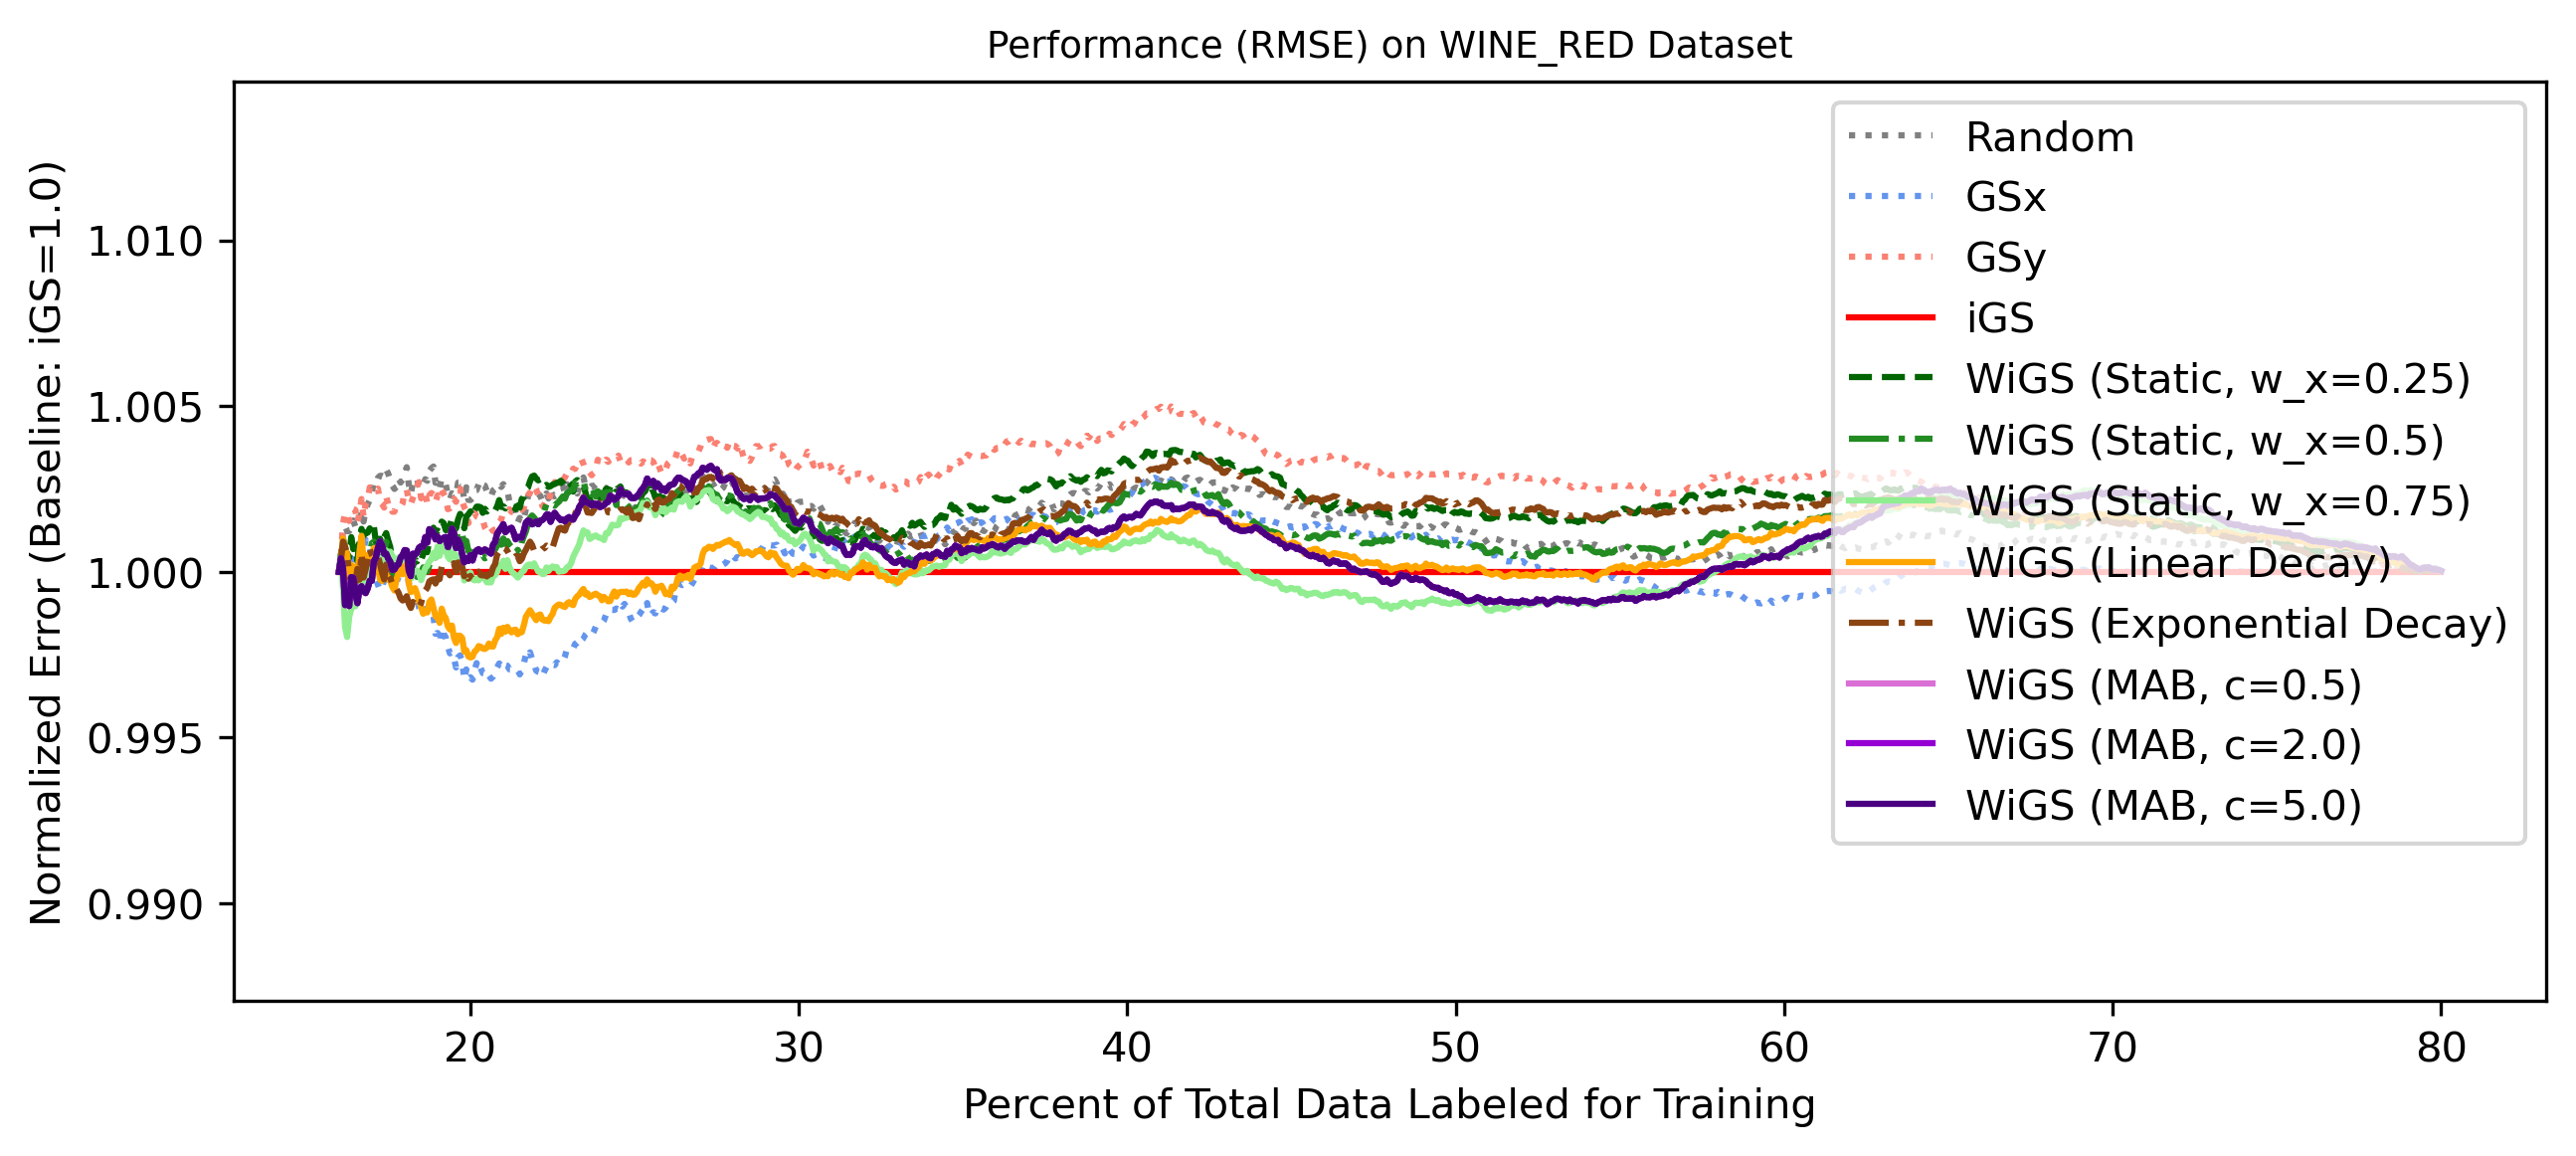 Performance (RMSE) on WINE_RED Dataset
Normalized Error (Baseline: iGS=1.0)
1.010
1.005
1.000
0.995
0.990
Random
GSx
GSy
iGS
WiGS (Static, w_x=0.25)
WiGS (Static, w_x=0.5)
WiGS (Static, w_x=0.75)
WiGS (Linear Decay)
WiGS (Exponential Decay)
WiGS (MAB, c=0.5)
WiGS (MAB, c=2.0)
WiGS (MAB, c=5.0)
20 30 40 50 60 70 80
Percent of Total Data Labeled for Training